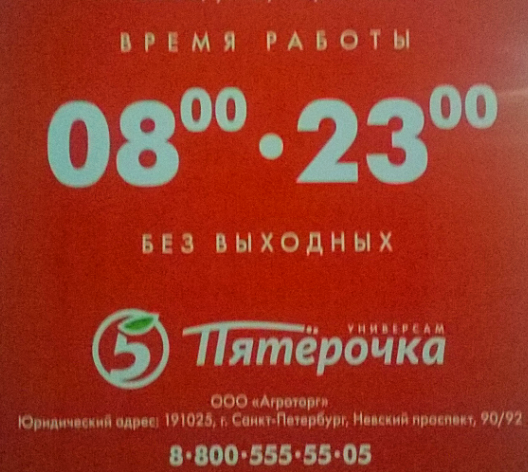 ВРЕМЯ РАБОТЫ
08⁰⁰·23⁰⁰
БЕЗ ВЫХОДНЫХ
5 УНИВЕРСАМ
Пятёрочка
ООО «Агроторг»
Юридический адрес: 191025, г. Санкт-Петербург, Невский проспект, 90/92
8·800·555·55·05